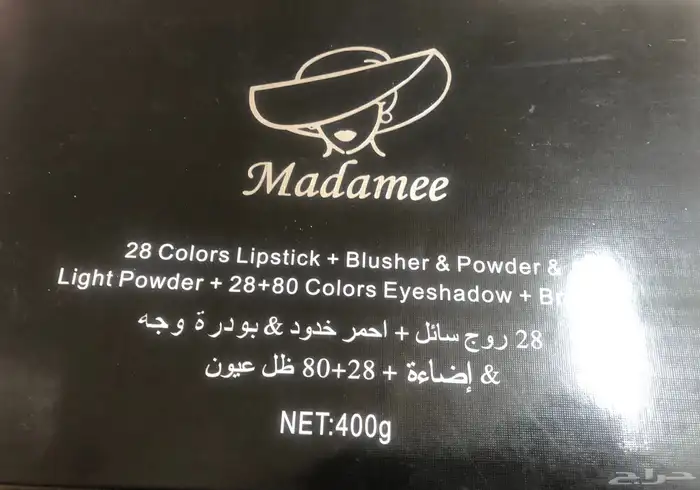 Madamee
28 Colors Lipstick + Blusher & Powder &
Light Powder + 28+80 Colors Eyeshadow +
28 روج سائل + احمر خدود & بودرة وجه
& إضاءة + 28+80 ظل عيون
NET:400g
حراج